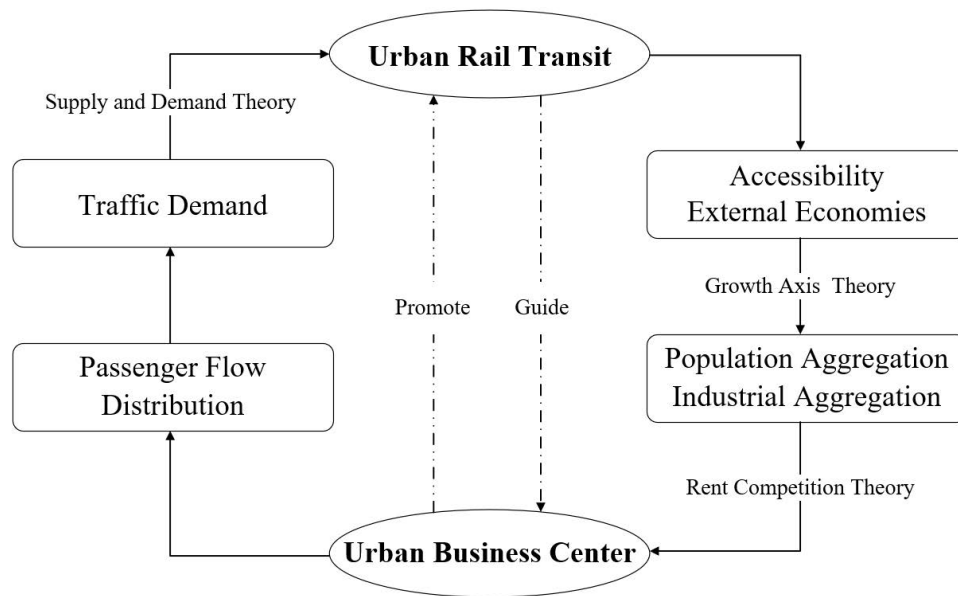 Urban Rail Transit
Supply and Demand Theory
Accessibility
External Economies
Traffic Demand
Growth Axis Theory
Promote
Guide
Population Aggregation
Industrial Aggregation
Passenger Flow
Distribution
Rent Competition Theory
Urban Business Center